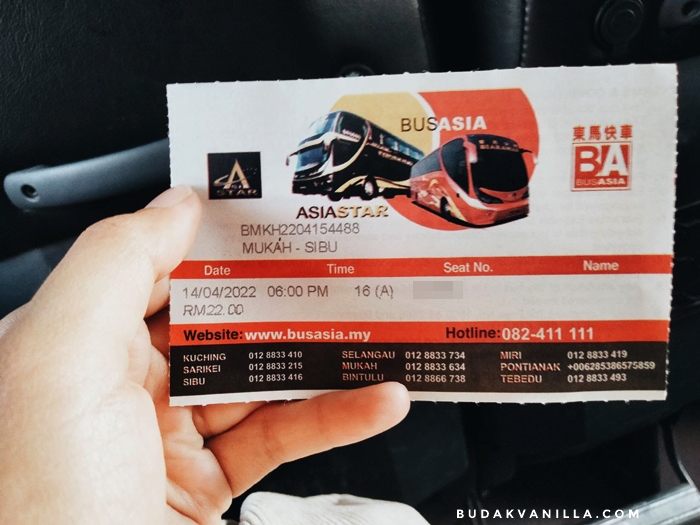 BUSASIA
東馬快車
BA
BUSASIA
A
STAR
ASIASTAR
BMKH2204154488
MUKAH - SIBU
Date Time Seat No. Name
14/04/2022 06:00 PM 16 (A)
RM22.00
Website: www.busasia.my Hotline: 082-411 111
KUCHING 012 8833 410 SELANGAU 012 8833 734 MIRI 012 8833 419
SARIKEI 012 8833 215 MUKAH 012 8833 634 PONTIANAK +006285386575859
SIBU 012 8833 416 BINTULU 012 8866 738 TEBEDU 012 8833 493
BUDAKVANILLA.COM